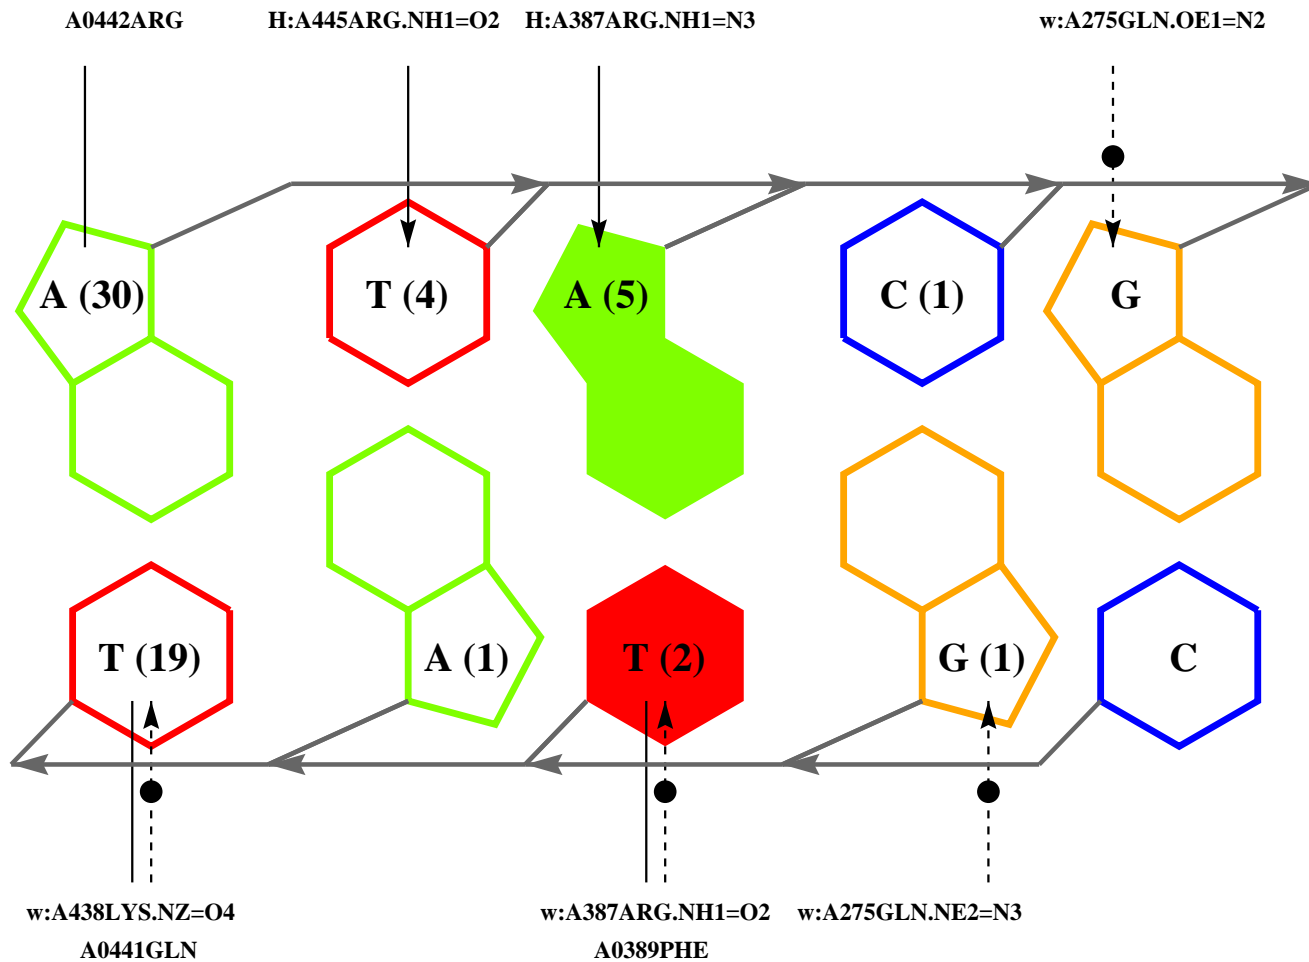 A0442ARG H:A445ARG.NH1=O2 H:A387ARG.NH1=N3 w:A275GLN.OE1=N2
A (30) T (4) A (5) C (1) G
T (19) A (1) T (2) G (1) C
w:A438LYS.NZ=O4 w:A387ARG.NH1=O2 w:A275GLN.NE2=N3
A0441GLN A0389PHE